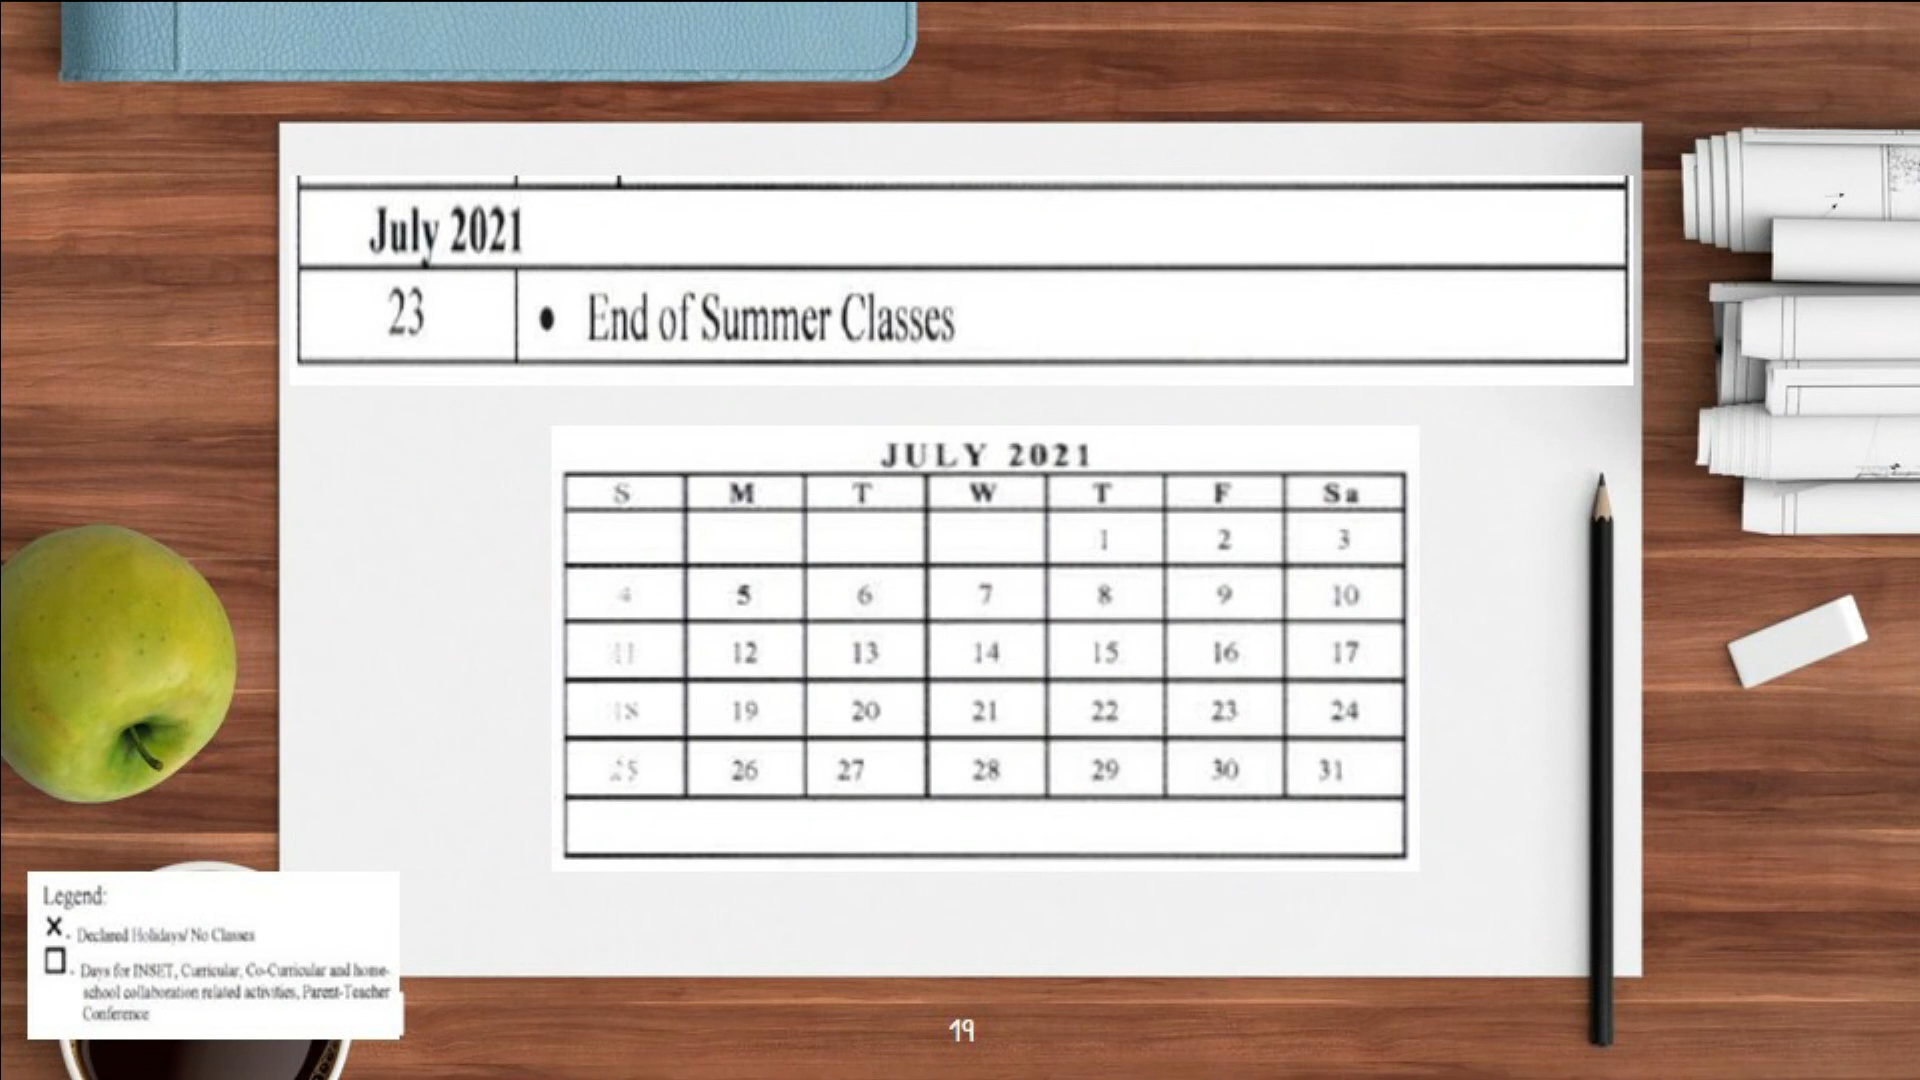 July 2021
23 • End of Summer Classes
JULY 2021
S M T W T F Sa
1 2 3
4 5 6 7 8 9 10
11 12 13 14 15 16 17
18 19 20 21 22 23 24
25 26 27 28 29 30 31
Legend:
X - Declared Holidays/ No Classes
☐ - Days for INSET, Curricular, Co-Curricular and home-
school collaboration related activities, Parent-Teacher
Conference
19